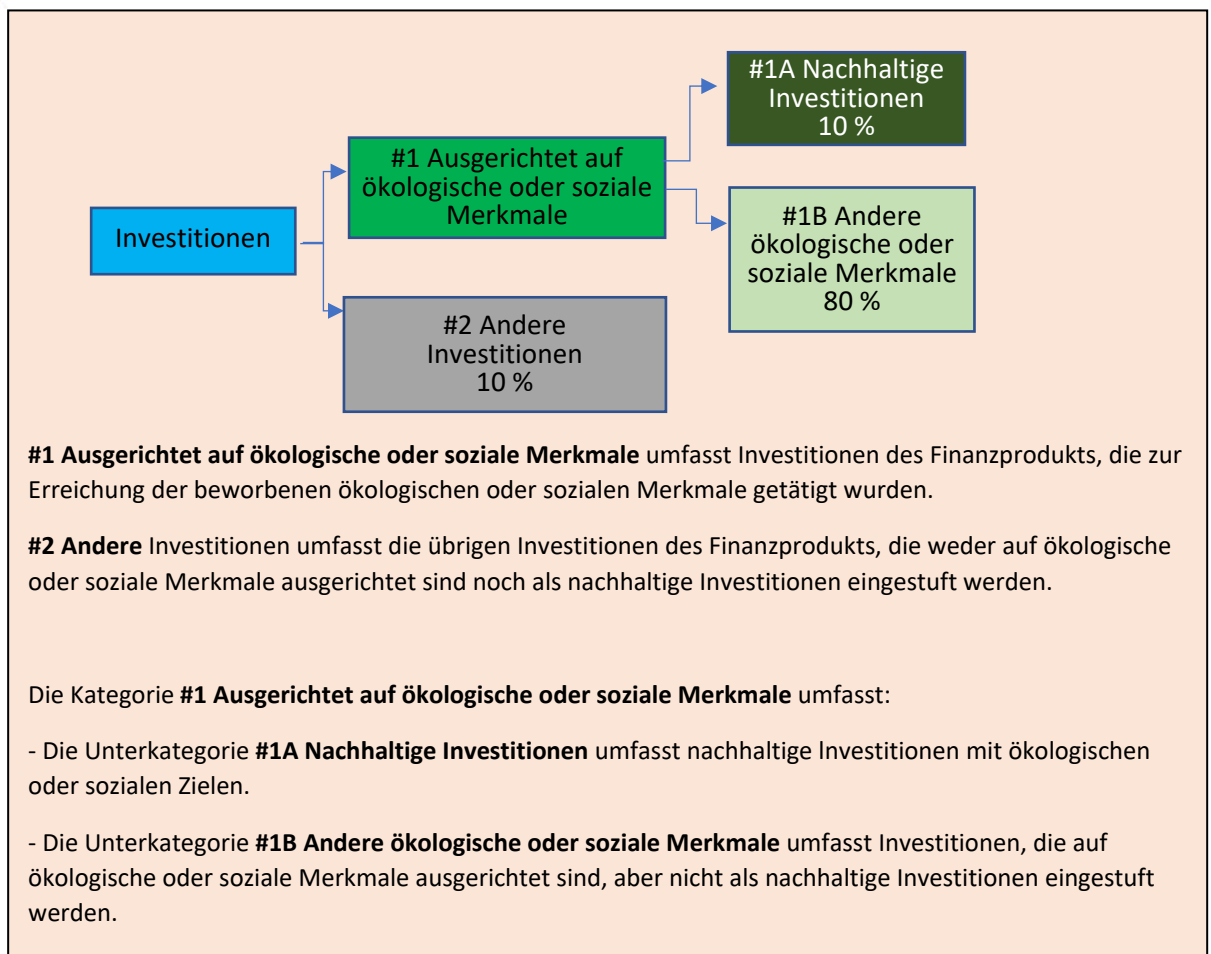 #1A Nachhaltige
Investitionen
10 %
#1 Ausgerichtet auf
ökologische oder soziale
Merkmale
#1B Andere
ökologische oder
soziale Merkmale
80 %
Investitionen
#2 Andere
Investitionen
10 %
#1 Ausgerichtet auf ökologische oder soziale Merkmale umfasst Investitionen des Finanzprodukts, die zur
Erreichung der beworbenen ökologischen oder sozialen Merkmale getätigt wurden.
#2 Andere Investitionen umfasst die übrigen Investitionen des Finanzprodukts, die weder auf ökologische
oder soziale Merkmale ausgerichtet sind noch als nachhaltige Investitionen eingestuft werden.
Die Kategorie #1 Ausgerichtet auf ökologische oder soziale Merkmale umfasst:
- Die Unterkategorie #1A Nachhaltige Investitionen umfasst nachhaltige Investitionen mit ökologischen
oder sozialen Zielen.
- Die Unterkategorie #1B Andere ökologische oder soziale Merkmale umfasst Investitionen, die auf
ökologische oder soziale Merkmale ausgerichtet sind, aber nicht als nachhaltige Investitionen eingestuft
werden.